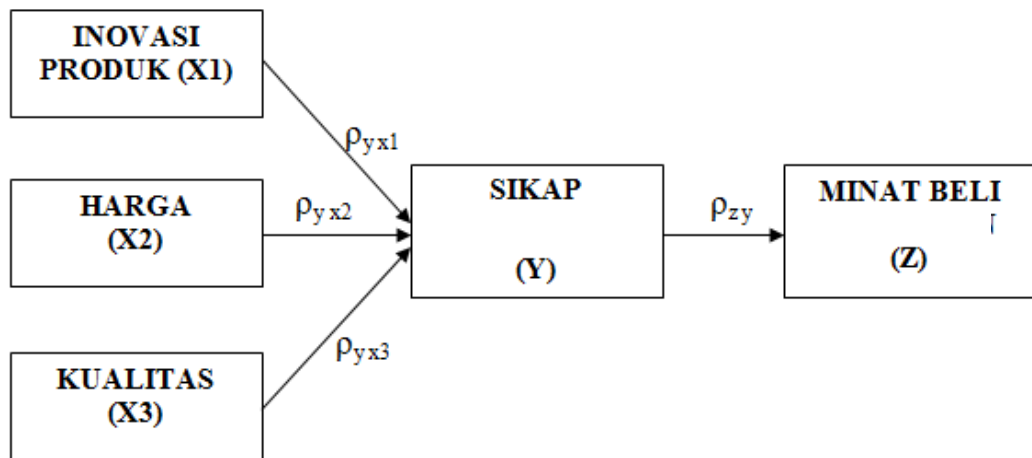 INOVASI
PRODUK (X1)
ρyx1
HARGA
(X2)
ρyx2
SIKAP
(Y)
ρzy
MINAT BELI
(Z)
ρyx3
KUALITAS
(X3)